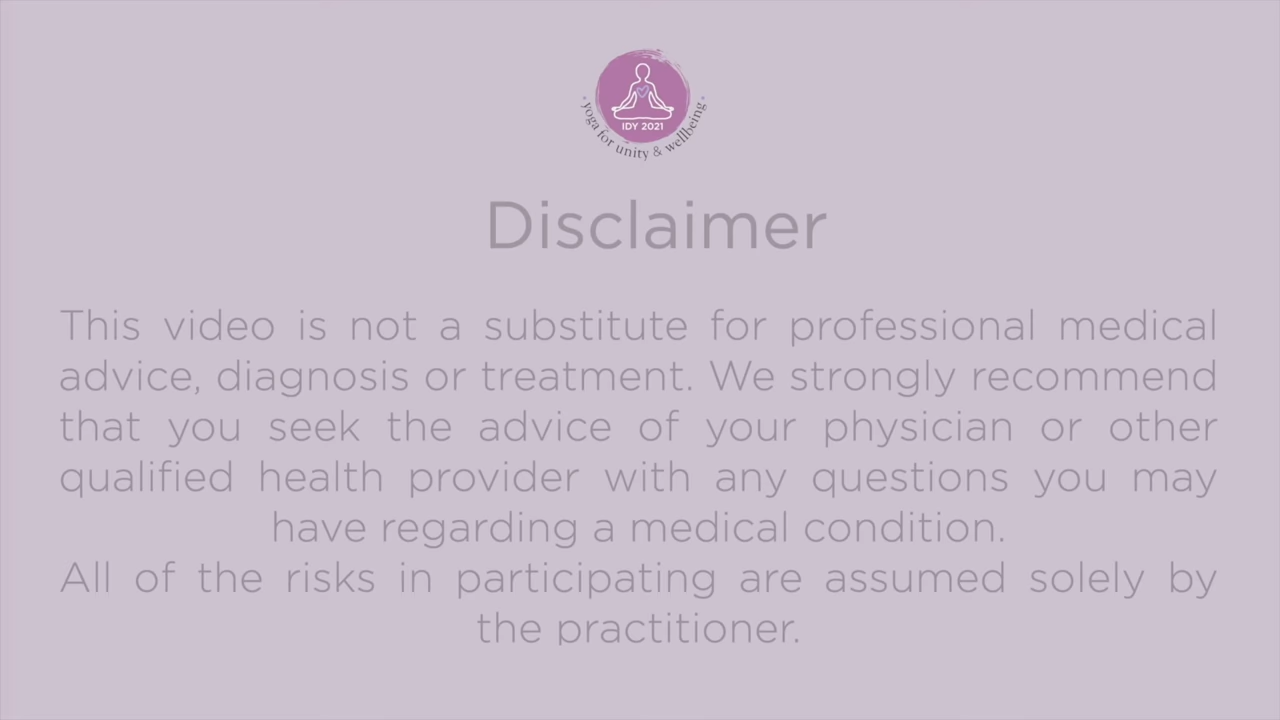 IDY 2021
• yoga for unity & wellbeing •
Disclaimer
This video is not a substitute for professional medical
advice, diagnosis or treatment. We strongly recommend
that you seek the advice of your physician or other
qualified health provider with any questions you may
have regarding a medical condition.
All of the risks in participating are assumed solely by
the practitioner.